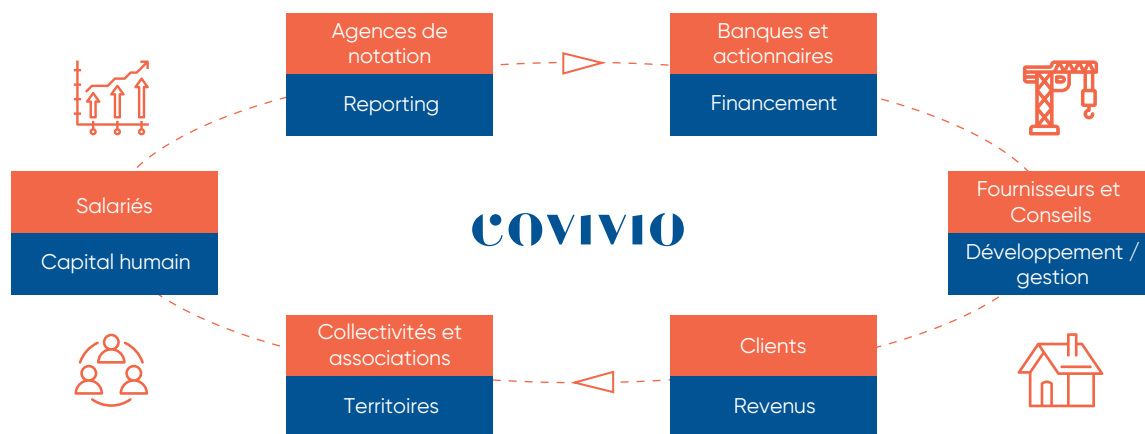 Agences de
notation
Reporting
Banques et
actionnaires
Financement
Salariés
Capital humain
COVIVIO
Fournisseurs et
Conseils
Développement /
gestion
Collectivités et
associations
Territoires
Clients
Revenus